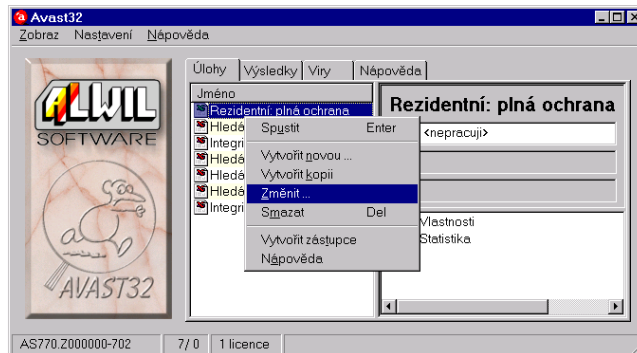 Avast32
Zobraz Nastavení Nápověda
ALWIL
SOFTWARE
AVAST32
Úlohy Výsledky Viry Nápověda
Jméno
Rezidentní: plná ochrana
Hledá
Integri
Hledá
Hledá
Hledá
Integri
Spustit Enter
Vytvořit novou ...
Vytvořit kopii
Změnit ...
Smazat Del
Vytvořit zástupce
Nápověda
Rezidentní: plná ochrana
<nepracuji>
Vlastnosti
Statistika
AS770.Z000000-702 7/ 0 1 licence